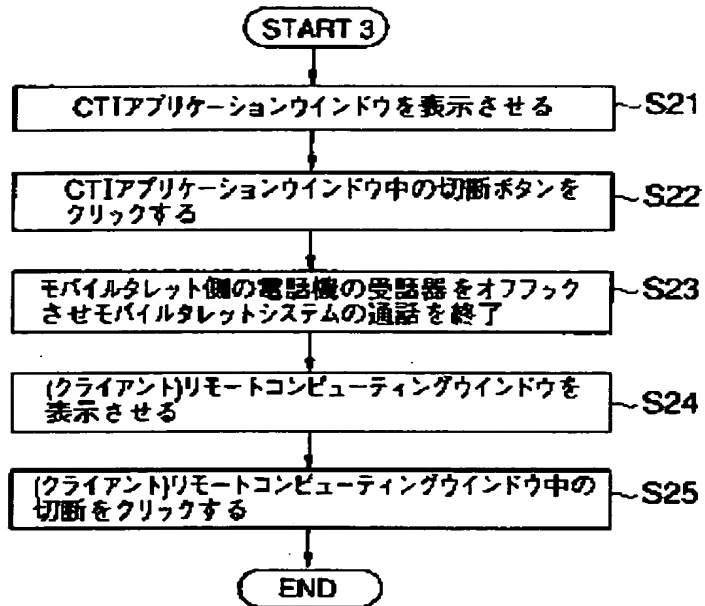 START 3
CTIアプリケーションウインドウを表示させる
S21
CTIアプリケーションウインドウ中の切断ボタンを
クリックする
S22
モバイルタレット側の電話機の受話器をオフフック
させモバイルタレットシステムの通話を終了
S23
(クライアント)リモートコンピューティングウインドウを
表示させる
S24
(クライアント)リモートコンピューティングウインドウ中の
切断をクリックする
S25
END